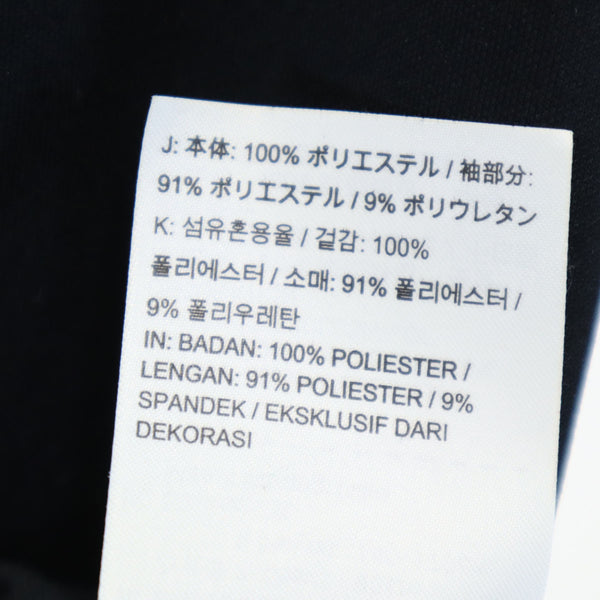 J: 本体: 100% ポリエステル / 袖部分:
91% ポリエステル / 9% ポリウレタン
K: 섬유혼용율 / 겉감: 100%
폴리에스터 / 소매: 91% 폴리에스터 /
9% 폴리우레탄
IN: BADAN: 100% POLIESTER /
LENGAN: 91% POLIESTER / 9%
SPANDEK / EKSKLUSIF DARI
DEKORASI